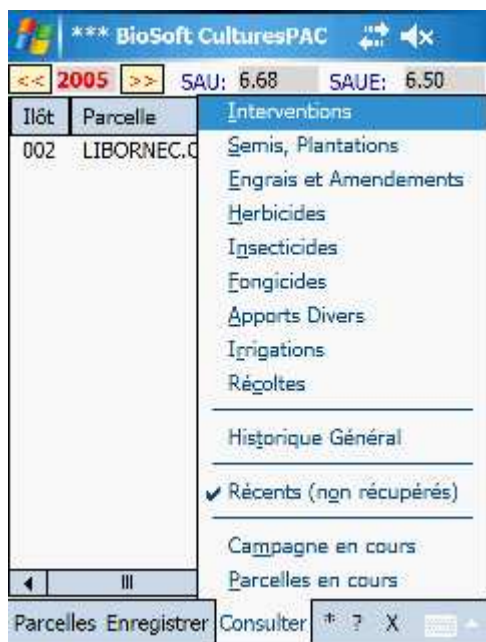 *** BioSoft CulturesPAC
<< 2005 >> SAU: 6.68 SAUE: 6.50
Ilôt Parcelle
002 LIBORNEC.C
Interventions
Semis, Plantations
Engrais et Amendements
Herbicides
Insecticides
Fongicides
Apports Divers
Irrigations
Récoltes
Historique Général
Récents (non récupérés)
Campagne en cours
Parcelles en cours
Parcelles Enregistrer Consulter * ? X